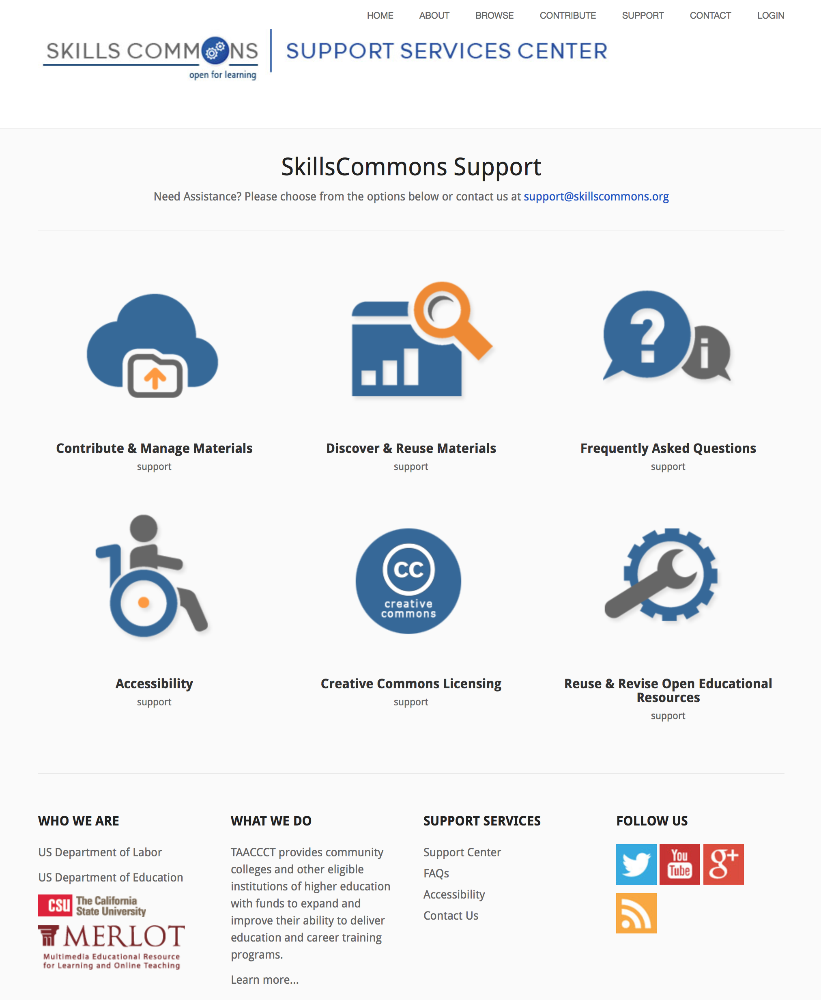 HOME ABOUT BROWSE CONTRIBUTE SUPPORT CONTACT LOGIN
SKILLS COMMONS SUPPORT SERVICES CENTER
open for learning
SkillsCommons Support
Need Assistance? Please choose from the options below or contact us at support@skillscommons.org
? i
Contribute & Manage Materials
support
Discover & Reuse Materials
support
Frequently Asked Questions
support
cc
creative
commons
Accessibility
support
Creative Commons Licensing
support
Reuse & Revise Open Educational
Resources
support
WHO WE ARE
US Department of Labor
US Department of Education
CSU The California
State University
MERLOT
Multimedia Educational Resource
for Learning and Online Teaching
WHAT WE DO
TAACCCT provides community
colleges and other eligible
institutions of higher education
with funds to expand and
improve their ability to deliver
education and career training
programs.
Learn more...
SUPPORT SERVICES
Support Center
FAQs
Accessibility
Contact Us
FOLLOW US
You
Tube
g+